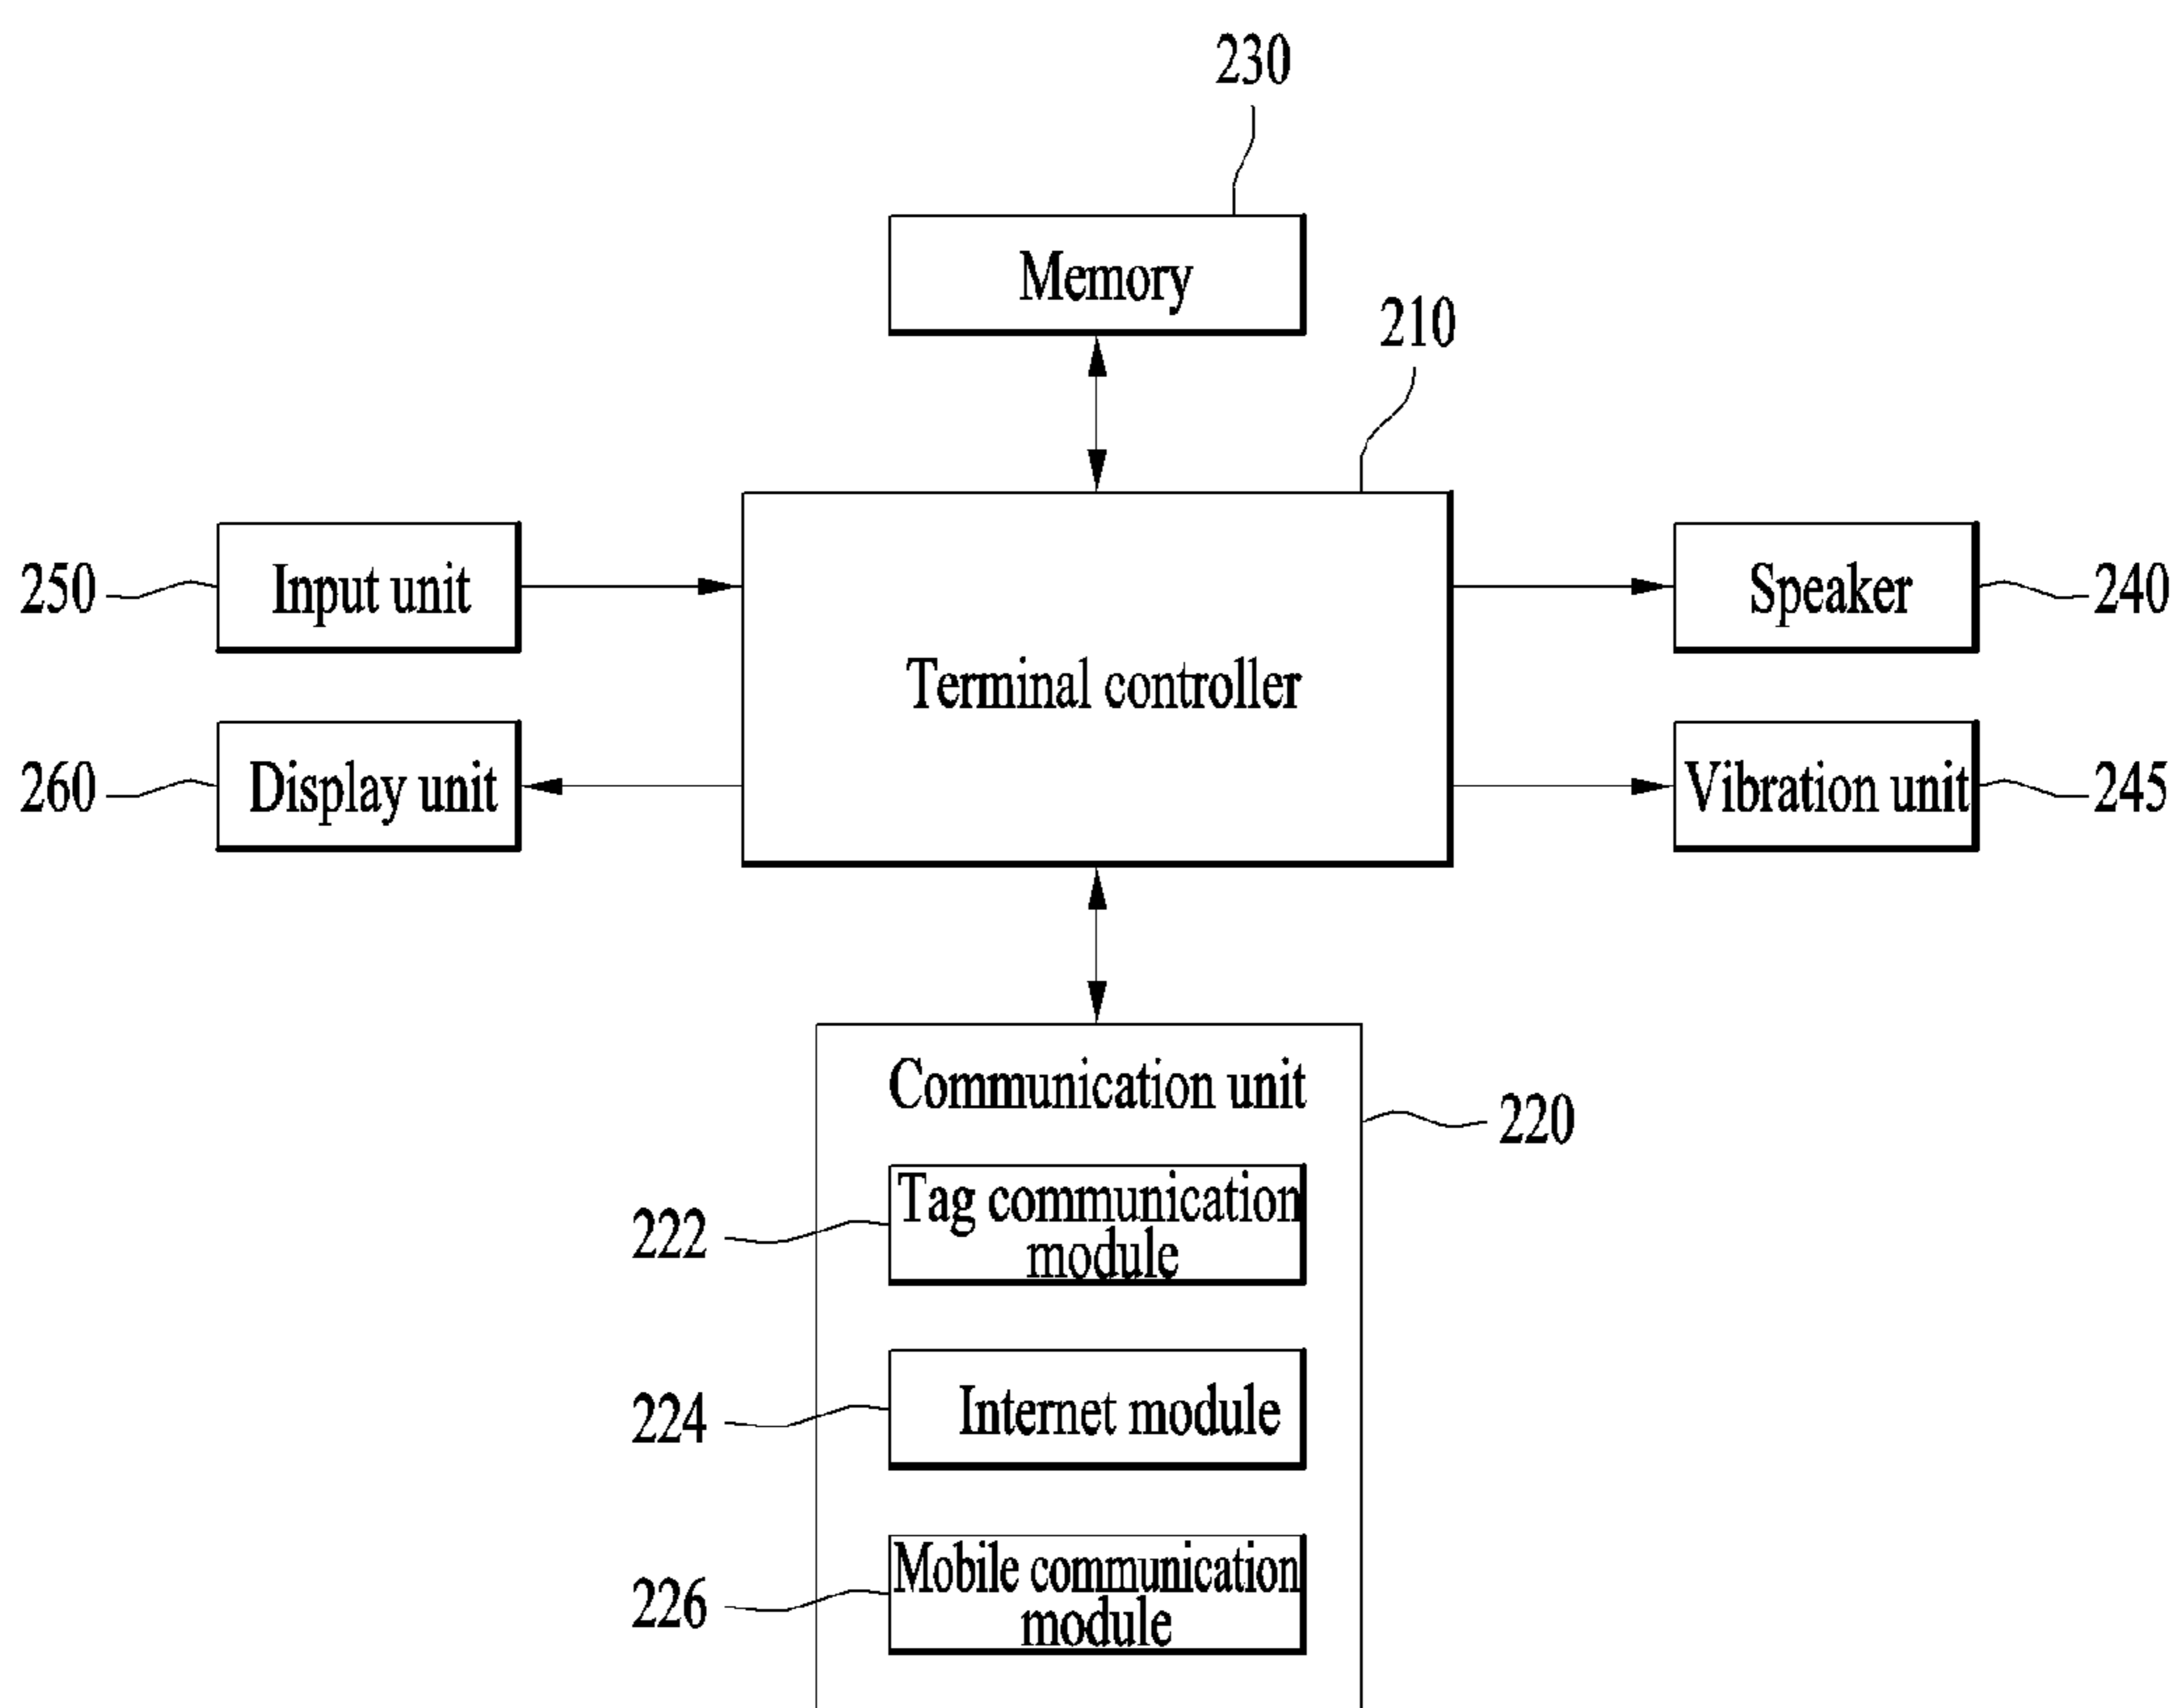 230
Memory
210
250
Input unit
Speaker
240
Terminal controller
260
Display unit
Vibration unit
245
Communication unit
220
222
Tag communication
module
224
Internet module
226
Mobile communication
module